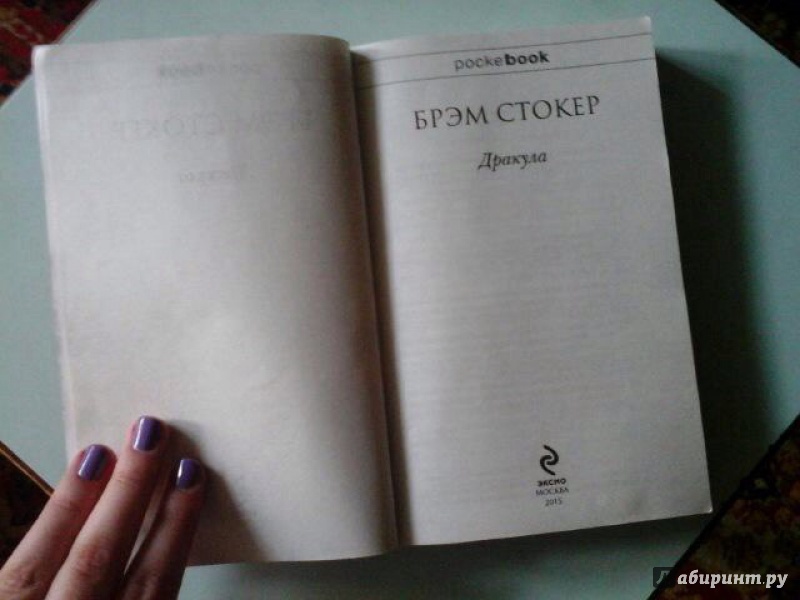 pocketbook
БРЭМ СТОКЕР
Дракула
ЭКСМО
МОСКВА
2015
Лабиринт.ру